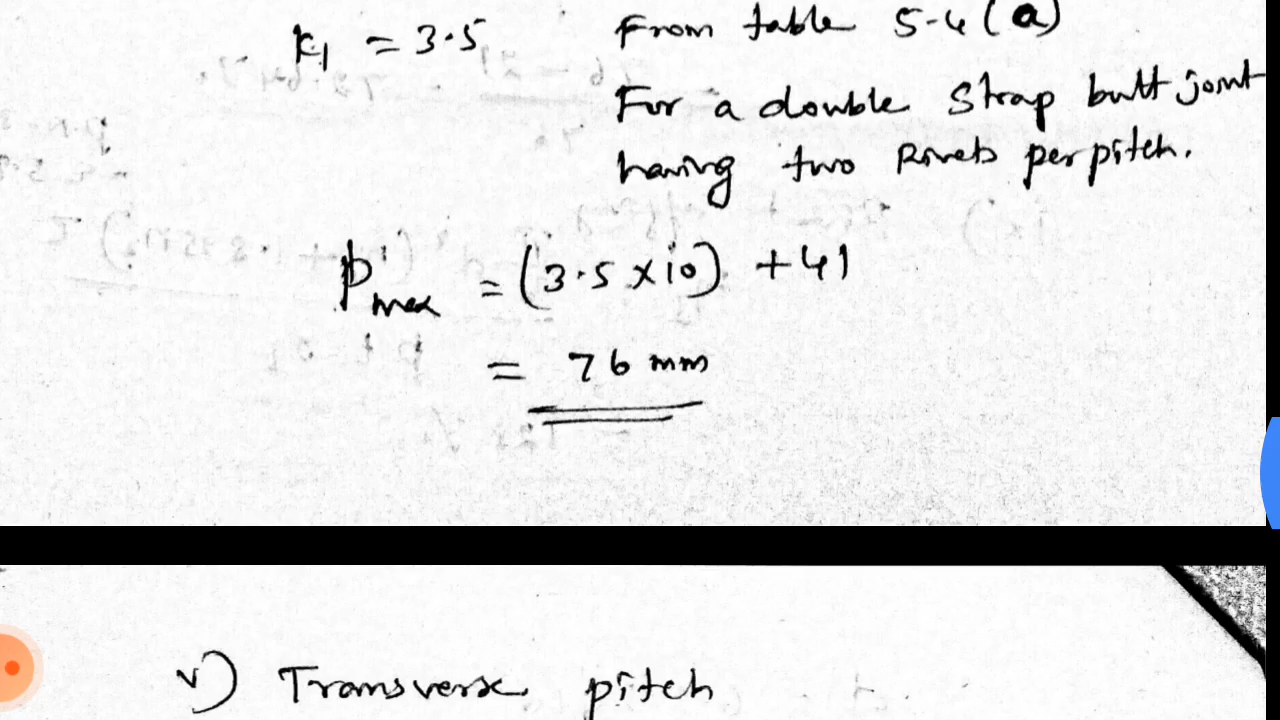 K1 = 3.5 From table 5-4(a)
For a double strap butt joint
having two Rivets per pitch.
p'max = (3.5 x 10) + 41
= 76 mm
v) Transverse pitch